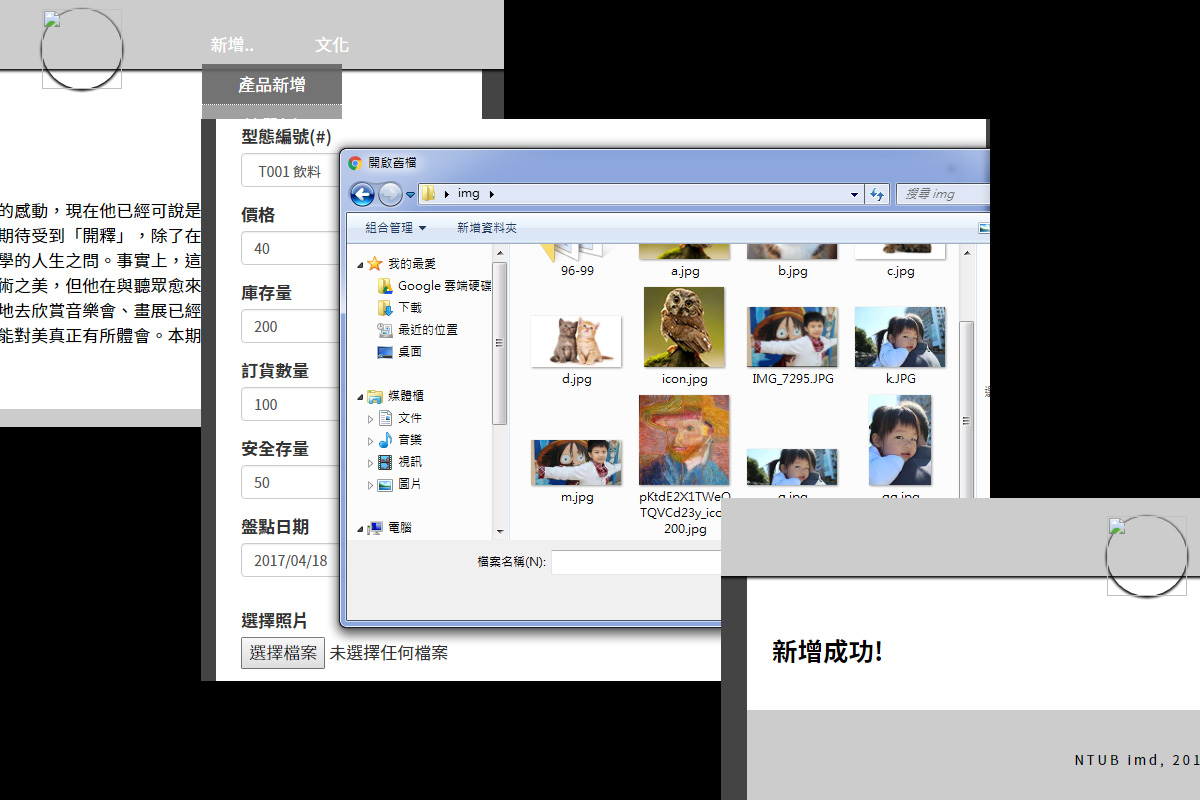 新增..
文化
產品新增
的感動，現在他已經可說是
期待受到「開釋」，除了在
學的人生之問。事實上，這
術之美，但他在與聽眾愈來
地去欣賞音樂會、畫展已經
能對美真正有所體會。本期
型態編號(#)
T001 飲料
價格
40
庫存量
200
訂貨數量
100
安全存量
50
盤點日期
2017/04/18
選擇照片
選擇檔案 未選擇任何檔案
開啟舊檔
img
搜尋 img
組合管理
新增資料夾
我的最愛
Google 雲端硬碟
下載
最近的位置
桌面
媒體櫃
文件
音樂
視訊
圖片
電腦
96-99
a.jpg
b.jpg
c.jpg
d.jpg
icon.jpg
IMG_7295.JPG
k.JPG
m.jpg
pKtdE2X1TWeO
TQVCd23y_icc
200.jpg
檔案名稱(N):
新增成功!
NTUB imd, 201